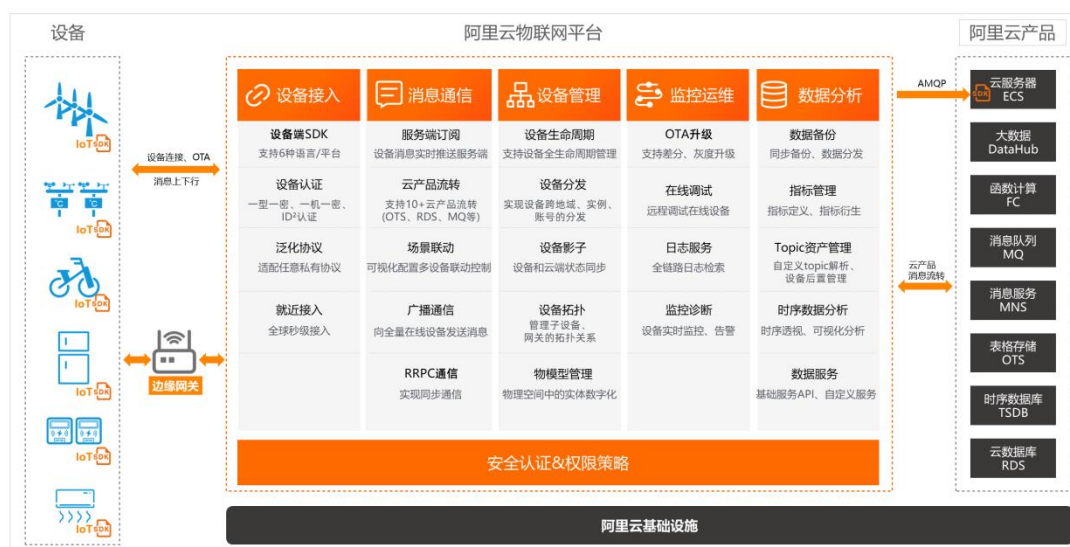 设备
阿里云物联网平台
阿里云产品
IoT SDK
IoT SDK
IoT SDK
IoT SDK
IoT SDK
IoT SDK
℃ ℃
设备连接、OTA
消息上下行
边缘网关
设备接入
设备端SDK
支持6种语言/平台
设备认证
一型一密、一机一密、
ID²认证
泛化协议
适配任意私有协议
就近接入
全球秒级接入
消息通信
服务端订阅
设备消息实时推送服务端
云产品流转
支持10+云产品流转
(OTS、RDS、MQ等)
场景联动
可视化配置多设备联动控制
广播通信
向全量在线设备发送消息
RRPC通信
实现同步通信
设备管理
设备生命周期
支持设备全生命周期管理
设备分发
实现设备跨地域、实例、
账号的分发
设备影子
设备和云端状态同步
设备拓扑
管理子设备、
网关的拓扑关系
物模型管理
物理空间中的实体数字化
监控运维
OTA升级
支持差分、灰度升级
在线调试
远程调试在线设备
日志服务
全链路日志检索
监控诊断
设备实时监控、告警
数据分析
数据备份
同步备份、数据分发
指标管理
指标定义、指标衍生
Topic资产管理
自定义topic解析、
设备后置管理
时序数据分析
时序透视、可视化分析
数据服务
基础服务API、自定义服务
安全认证&权限策略
阿里云基础设施
AMQP
云产品
消息流转
SDK
云服务器
ECS
大数据
DataHub
函数计算
FC
消息队列
MQ
消息服务
MNS
表格存储
OTS
时序数据库
TSDB
云数据库
RDS